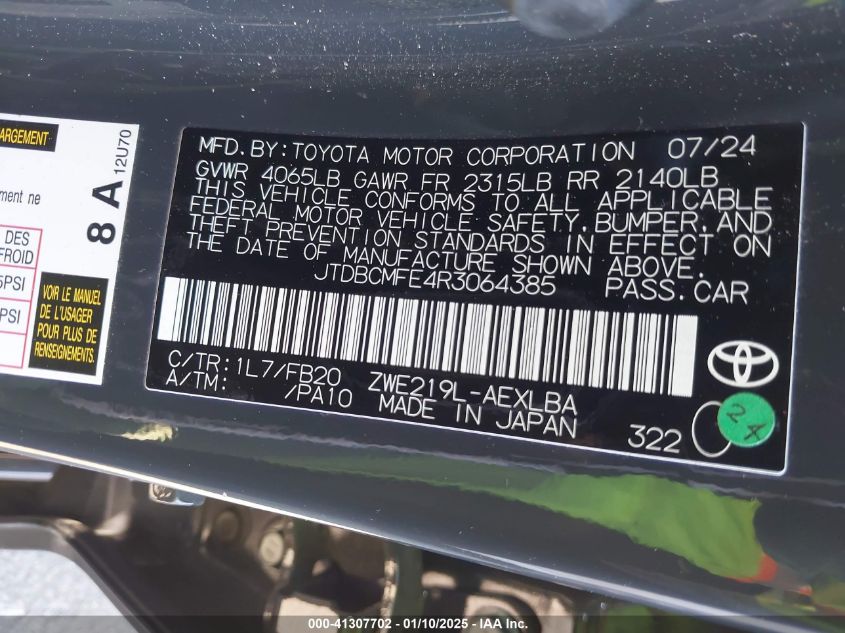 ARGEMENT
ement ne
DES
FROID
5PSI
PSI
VOIR LE MANUEL
DE L'USAGER
POUR PLUS DE
RENSEIGNEMENTS.
8 A
12U70
MFD.BY:TOYOTA MOTOR CORPORATION 07/24
GVWR 4065LB GAWR FR 2315LB RR 2140LB
THIS VEHICLE CONFORMS TO ALL APPLICABLE
FEDERAL MOTOR VEHICLE SAFETY,BUMPER,AND
THEFT PREVENTION STANDARDS IN EFFECT ON
THE DATE OF MANUFACTURE SHOWN ABOVE.
JTDBCMFE4R3064385 PASS.CAR
C/TR:1L7/FB20 ZWE219L-AEXLBA
A/TM: /PA10 MADE IN JAPAN
322
24
000-41307702 - 01/10/2025 - IAA Inc.